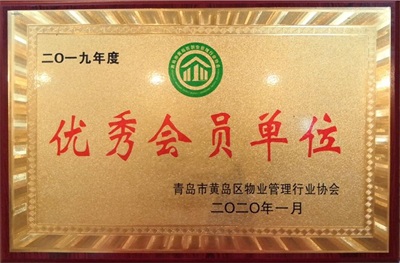 二〇一九年度
优秀会员单位
青岛市黄岛区物业管理行业协会
二〇二〇年一月